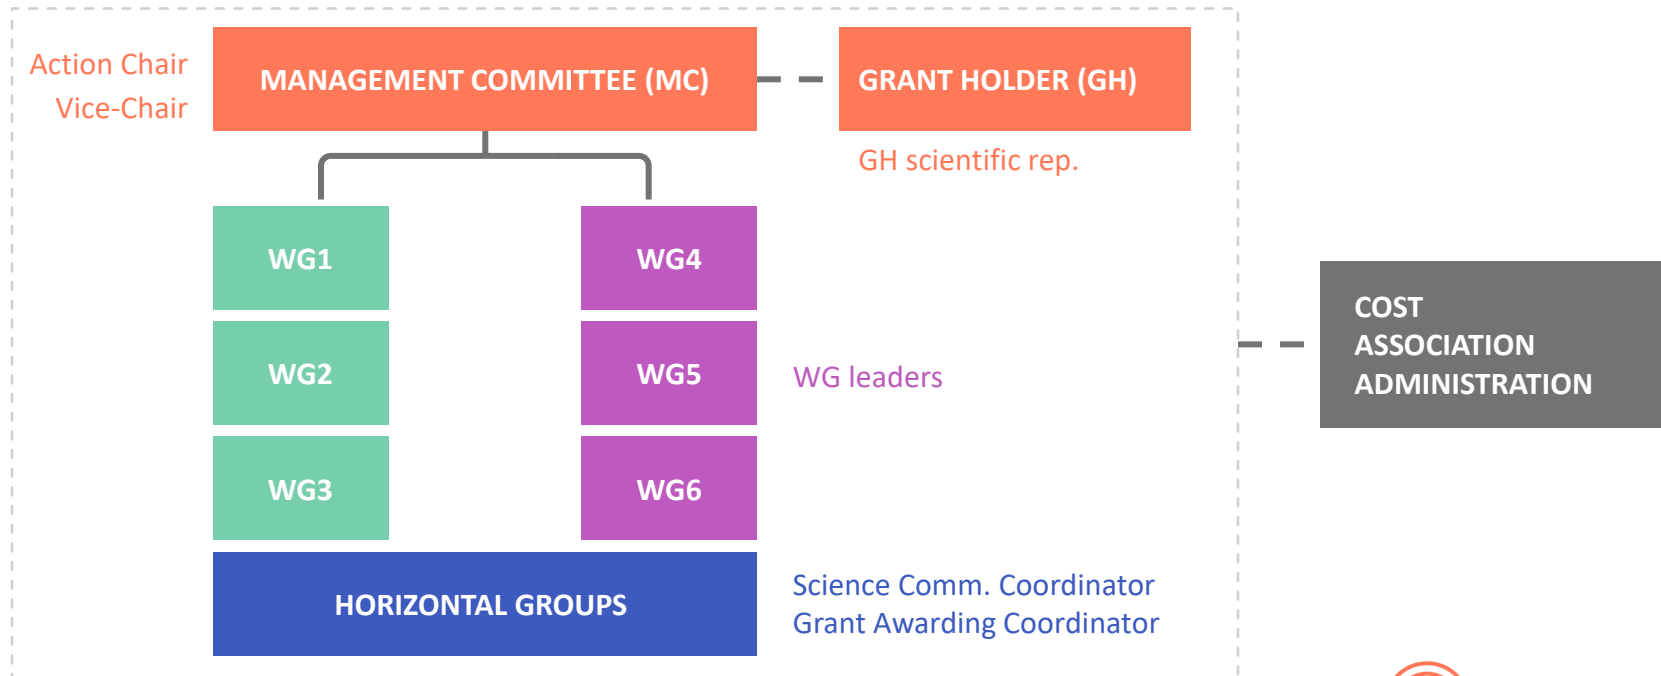 Action Chair
Vice-Chair
MANAGEMENT COMMITTEE (MC)
GRANT HOLDER (GH)
GH scientific rep.
WG1
WG4
WG2
WG5
WG leaders
WG3
WG6
HORIZONTAL GROUPS
Science Comm. Coordinator
Grant Awarding Coordinator
COST
ASSOCIATION
ADMINISTRATION